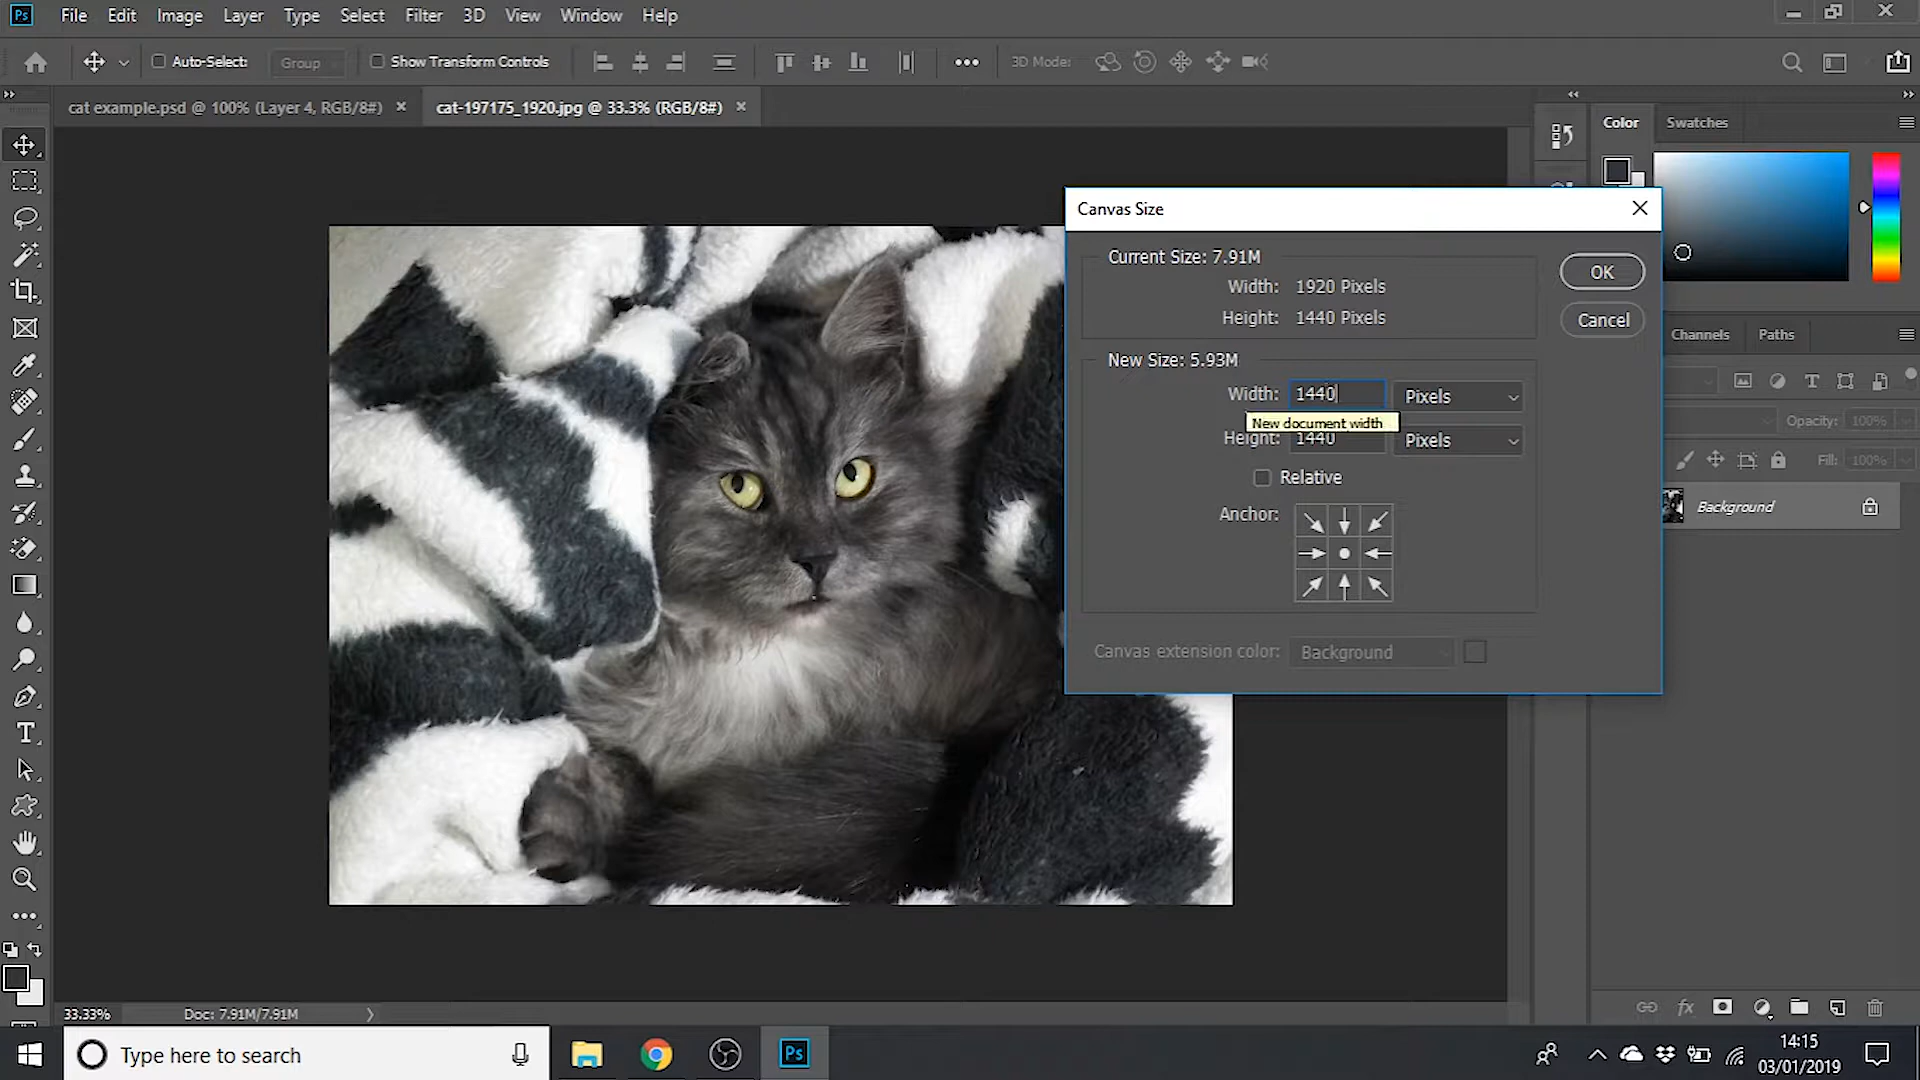 Ps File Edit Image Layer Type Select Filter 3D View Window Help
Auto-Select: Group Show Transform Controls 3D Mode:
cat example.psd @ 100% (Layer 4, RGB/8#) cat-197175_1920.jpg @ 33.3% (RGB/8#)
Color Swatches
Canvas Size
Current Size: 7.91M
Width: 1920 Pixels
Height: 1440 Pixels
OK
Cancel
New Size: 5.93M
Width: 1440 Pixels
New document width
Height: 1440 Pixels
Relative
Anchor:
Canvas extension color: Background
Channels Paths
Opacity: 100%
Fill: 100%
Background
T
fx
33.33% Doc: 7.91M/7.91M
Type here to search
Ps
14:15
03/01/2019